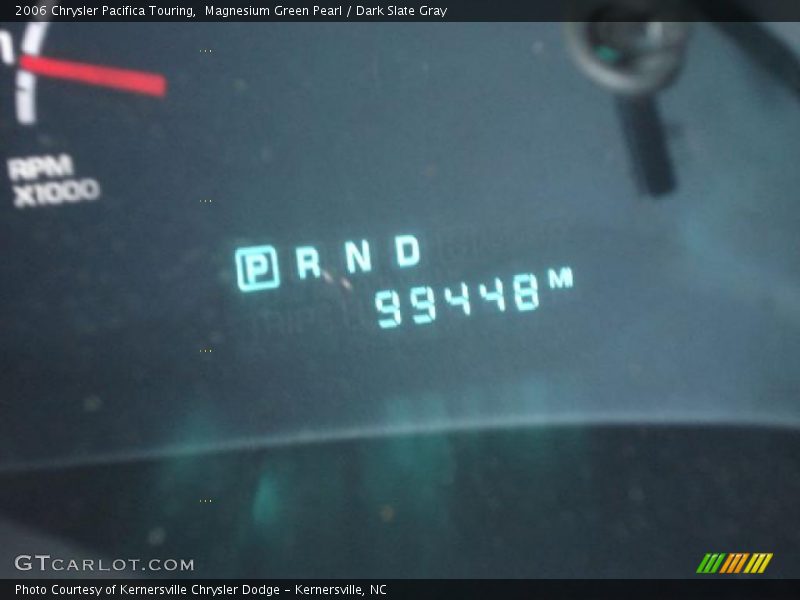 2006 Chrysler Pacifica Touring, Magnesium Green Pearl / Dark Slate Gray
RPM
X1000
P R N D
99448 MI
GTCARLOT.COM
Photo Courtesy of Kernersville Chrysler Dodge - Kernersville, NC